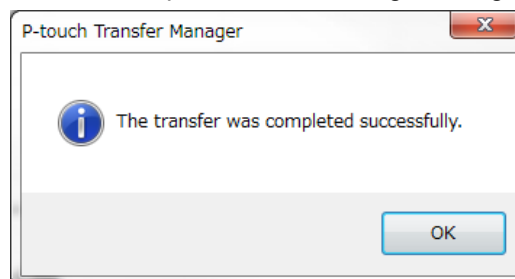 P-touch Transfer Manager
The transfer was completed successfully.
OK